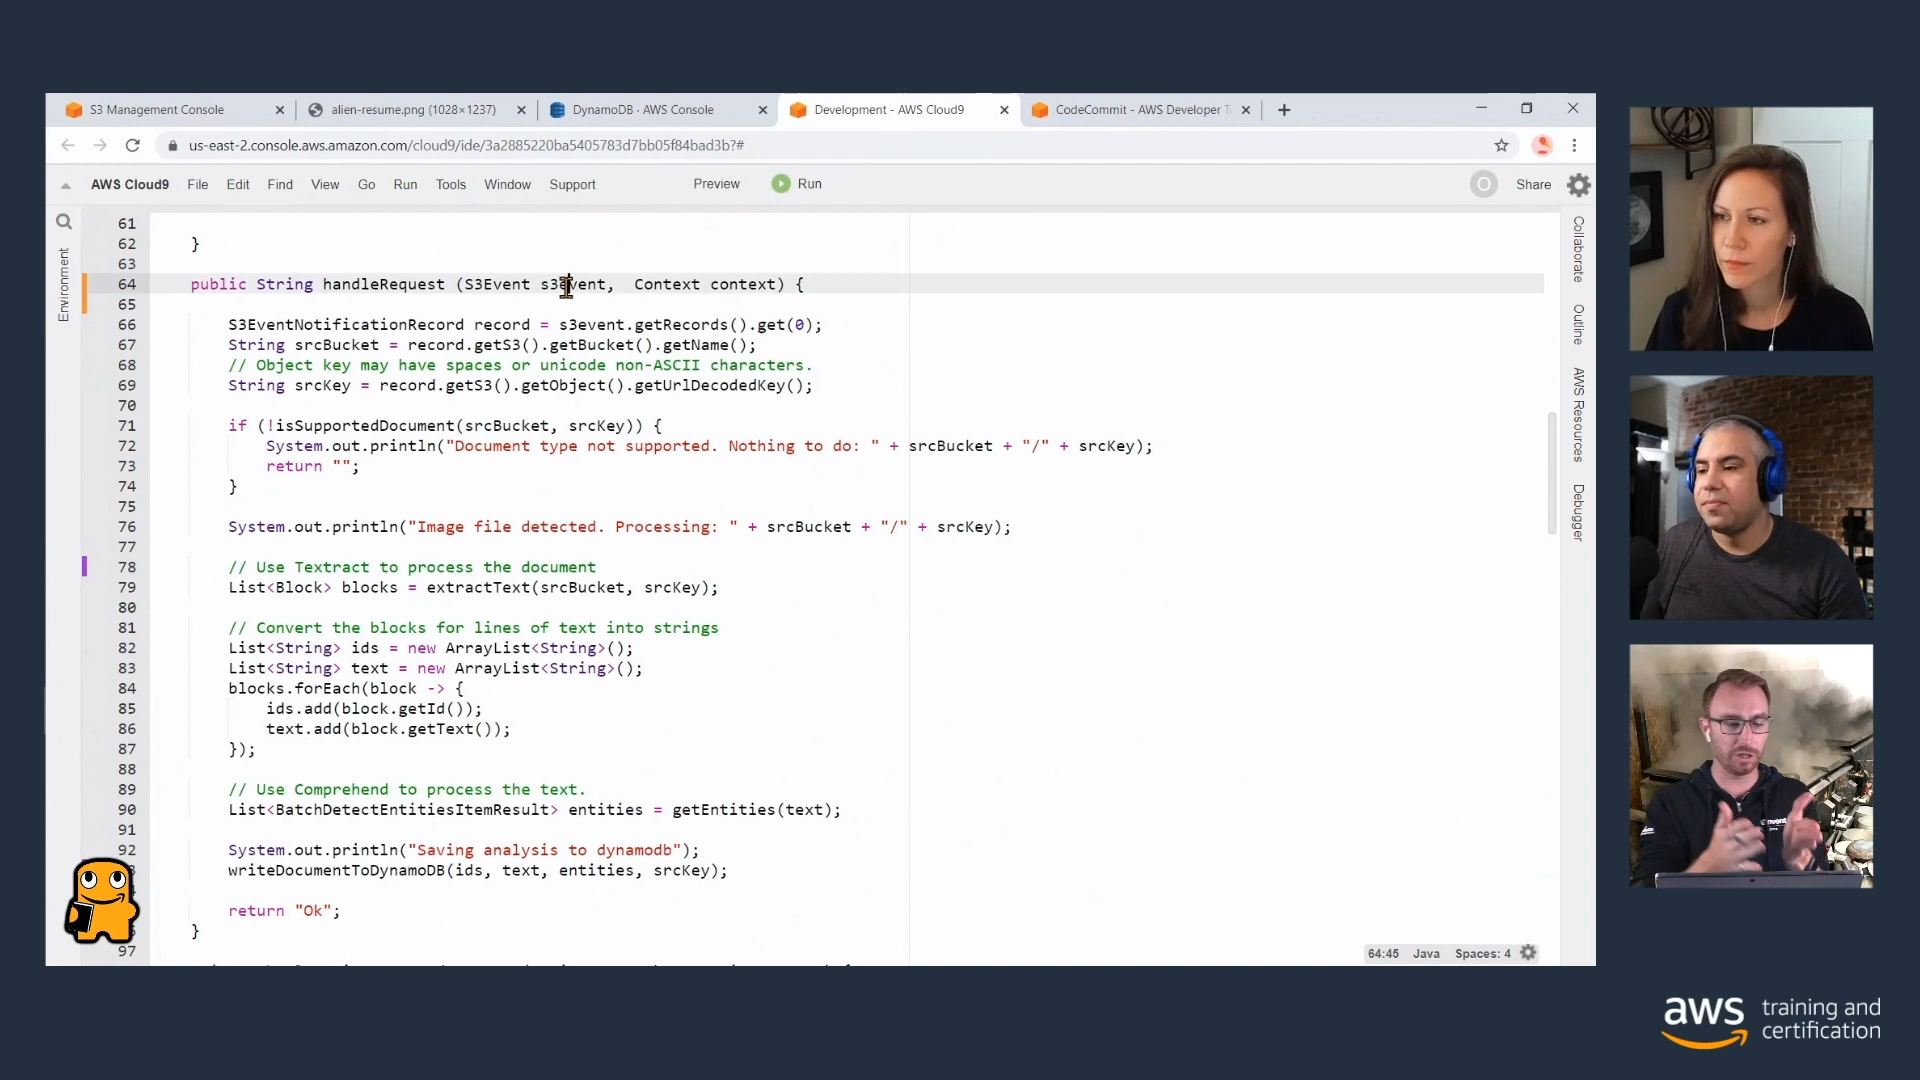 S3 Management Console
alien-resume.png (1028×1237)
DynamoDB · AWS Console
Development - AWS Cloud9
CodeCommit - AWS Developer T
us-east-2.console.aws.amazon.com/cloud9/ide/3a2885220ba5405783d7bb05f84bad3b?#
AWS Cloud9 File Edit Find View Go Run Tools Window Support Preview Run O Share
Environment
Collaborate
Outline
AWS Resources
Debugger
61
62 }
63
64 public String handleRequest (S3Event s3event,  Context context) {
65
66 S3EventNotificationRecord record = s3event.getRecords().get(0);
67 String srcBucket = record.getS3().getBucket().getName();
68 // Object key may have spaces or unicode non-ASCII characters.
69 String srcKey = record.getS3().getObject().getUrlDecodedKey();
70
71 if (!isSupportedDocument(srcBucket, srcKey)) {
72 System.out.println("Document type not supported. Nothing to do: " + srcBucket + "/" + srcKey);
73 return "";
74 }
75
76 System.out.println("Image file detected. Processing: " + srcBucket + "/" + srcKey);
77
78 // Use Textract to process the document
79 List<Block> blocks = extractText(srcBucket, srcKey);
80
81 // Convert the blocks for lines of text into strings
82 List<String> ids = new ArrayList<String>();
83 List<String> text = new ArrayList<String>();
84 blocks.forEach(block -> {
85 ids.add(block.getId());
86 text.add(block.getText());
87 });
88
89 // Use Comprehend to process the text.
90 List<BatchDetectEntitiesItemResult> entities = getEntities(text);
91
92 System.out.println("Saving analysis to dynamodb");
writeDocumentToDynamoDB(ids, text, entities, srcKey);
return "Ok";
}
97
64:45 Java Spaces: 4
aws training and
certification